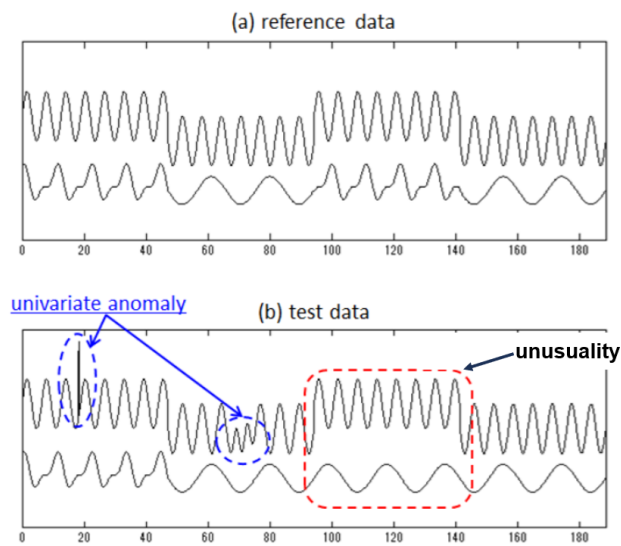 (a) reference data
0 20 40 60 80 100 120 140 160 180
univariate anomaly
(b) test data
unusuality
0 20 40 60 80 100 120 140 160 180